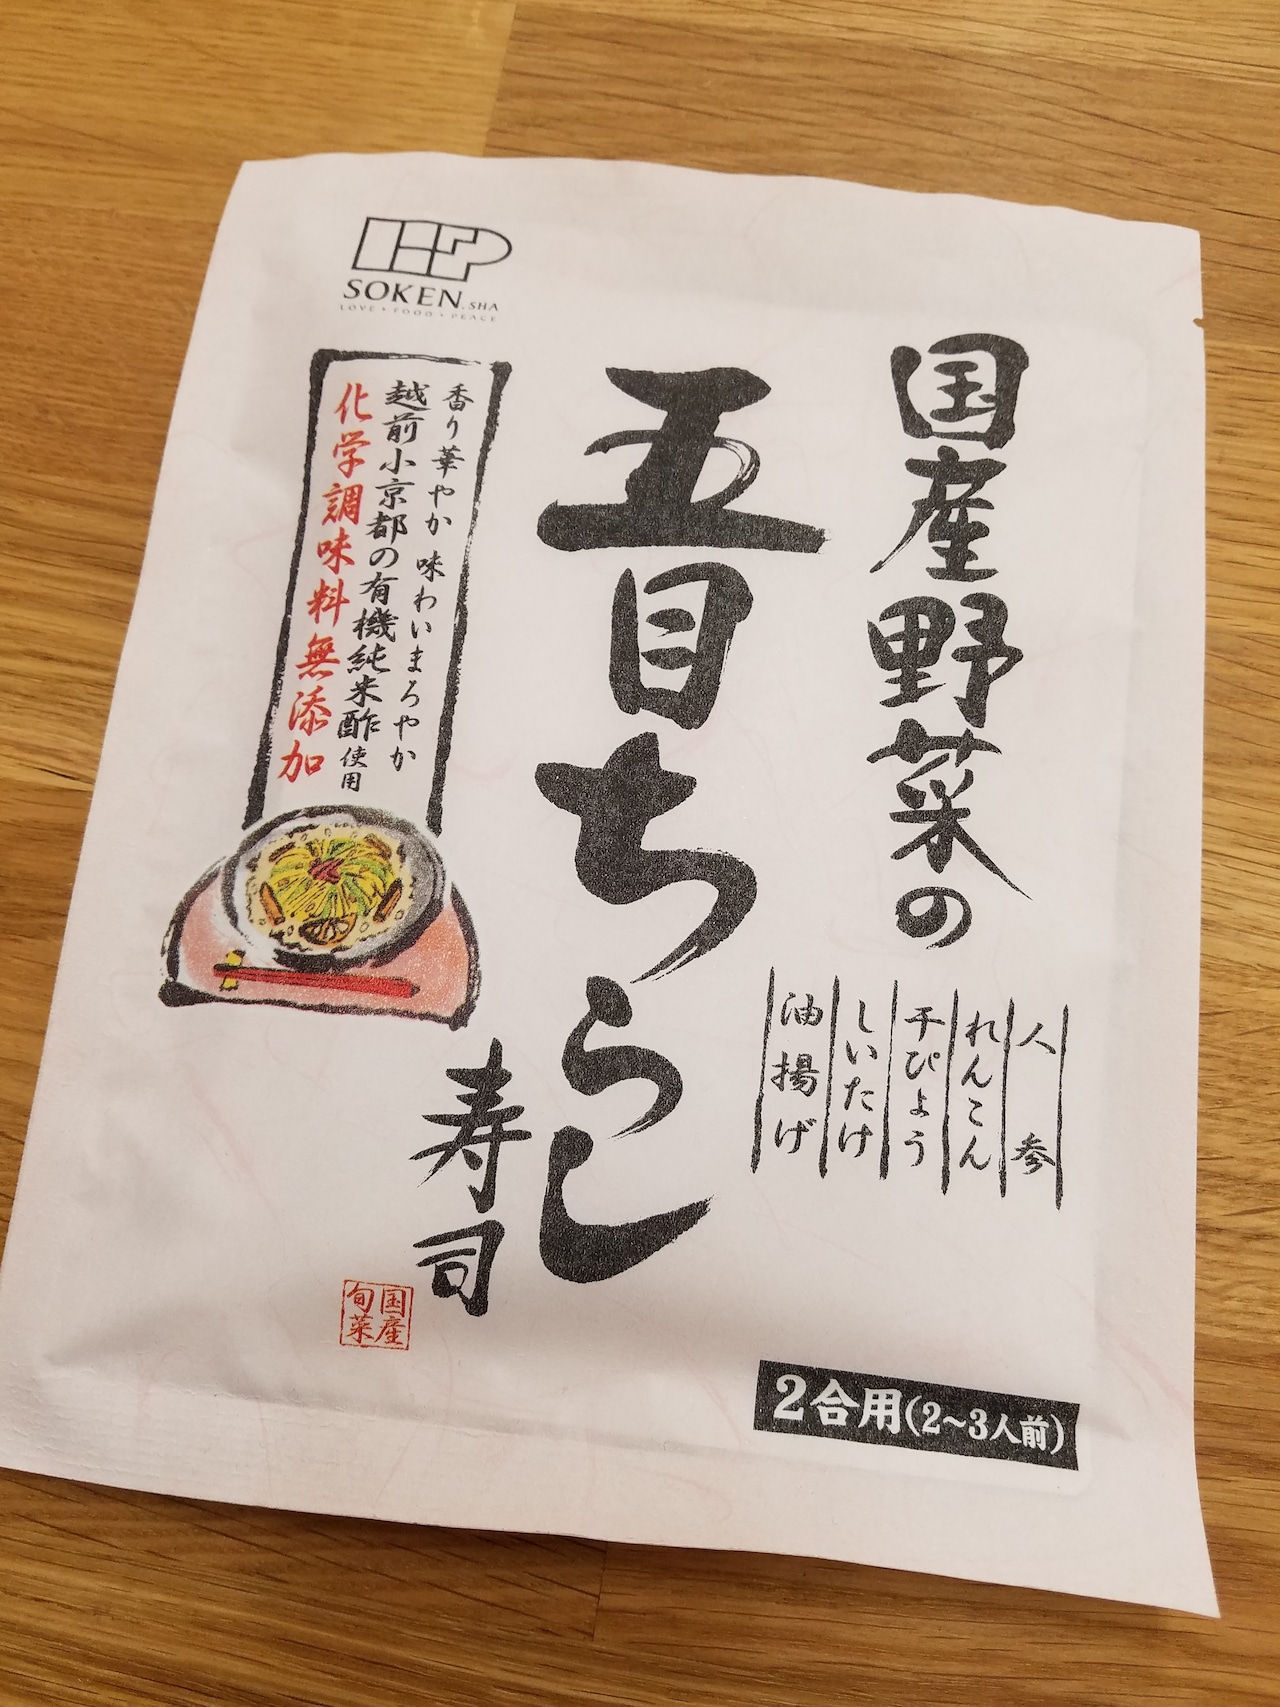 SOKEN.SHA
LOVE・FOOD・PEACE
国産野菜の
人参
れんこん
干ぴょう
しいたけ
油揚げ
五目ちらし
寿司
香り華やか 味わいまろやか
越前小京都の有機純米酢使用
化学調味料無添加
国産
旬菜
2合用(2~3人前)